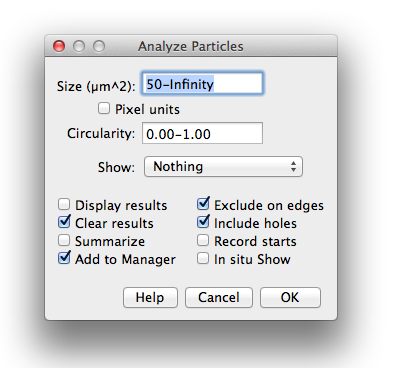 Analyze Particles
Size (µm^2): 50-Infinity
Pixel units
Circularity: 0.00-1.00
Show: Nothing
Display results Exclude on edges
Clear results Include holes
Summarize Record starts
Add to Manager In situ Show
Help Cancel OK